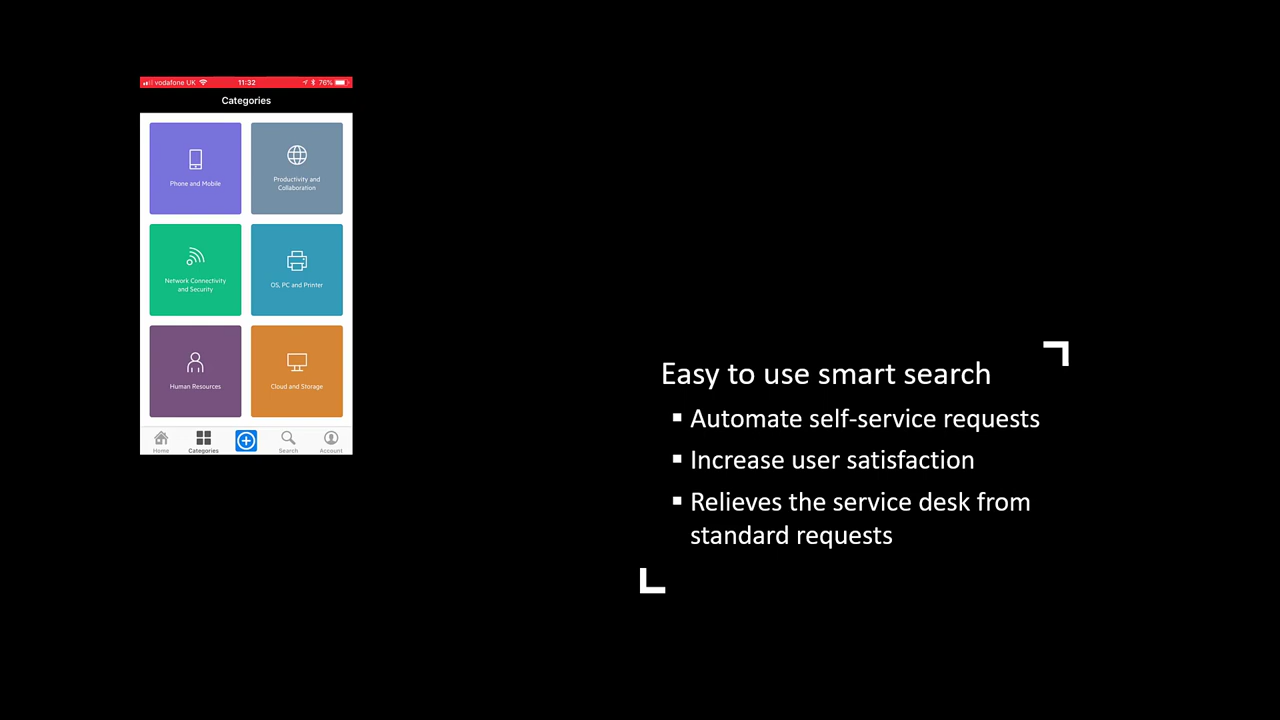 vodafone UK 11:32 76%
Categories
Phone and Mobile
Productivity and
Collaboration
Network Connectivity
and Security
OS, PC and Printer
Human Resources
Cloud and Storage
Home Categories Search Account
Easy to use smart search
▪ Automate self-service requests
▪ Increase user satisfaction
▪ Relieves the service desk from
standard requests